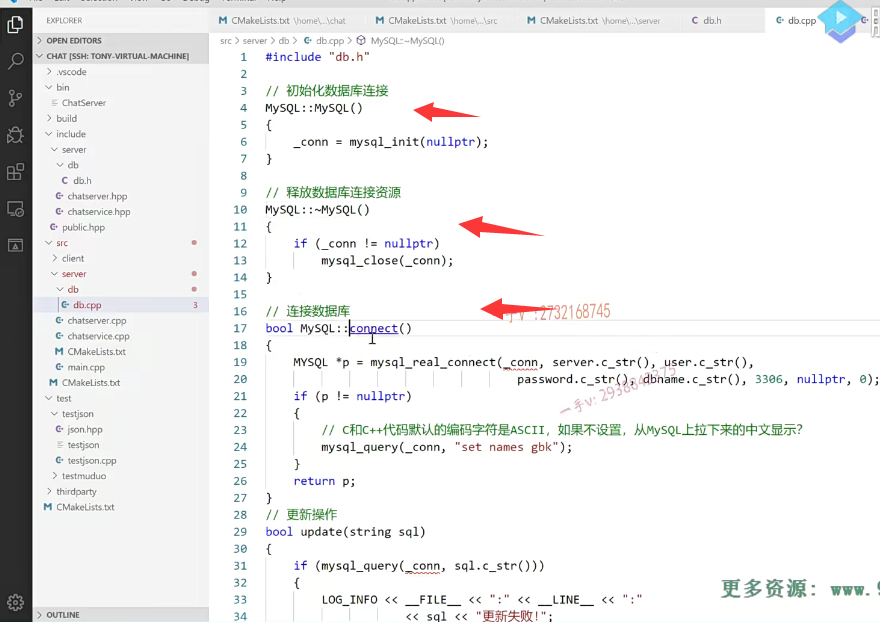 CMakeLists.txt \home\...\chat
CMakeLists.txt \home\...\src
CMakeLists.txt \home\...\server
db.h
db.cpp
EXPLORER
OPEN EDITORS
CHAT [SSH: TONY-VIRTUAL-MACHINE]
.vscode
bin
ChatServer
build
include
server
db
db.h
chatserver.hpp
chatservice.hpp
public.hpp
src
client
server
db
db.cpp 3
chatserver.cpp
chatservice.cpp
CMakeLists.txt
main.cpp
CMakeLists.txt
test
testjson
json.hpp
testjson
testjson.cpp
testmuduo
thirdparty
CMakeLists.txt
OUTLINE
src > server > db > db.cpp > MySQL::~MySQL()
1 #include "db.h"
2
3 // 初始化数据库连接
4 MySQL::MySQL()
5 {
6 _conn = mysql_init(nullptr);
7 }
8
9 // 释放数据库连接资源
10 MySQL::~MySQL()
11 {
12 if (_conn != nullptr)
13 mysql_close(_conn);
14 }
15
16 // 连接数据库
17 bool MySQL::connect()
18 {
19 MYSQL *p = mysql_real_connect(_conn, server.c_str(), user.c_str(),
20 password.c_str(), dbname.c_str(), 3306, nullptr, 0);
21 if (p != nullptr)
22 {
23 // C和C++代码默认的编码字符是ASCII，如果不设置，从MySQL上拉下来的中文显示？
24 mysql_query(_conn, "set names gbk");
25 }
26 return p;
27 }
28 // 更新操作
29 bool update(string sql)
30 {
31 if (mysql_query(_conn, sql.c_str()))
32 {
33 LOG_INFO << __FILE__ << ":" << __LINE__ << ":"
34 << sql << "更新失败!";
手v :2732168745
一手v:
更多资源: www.